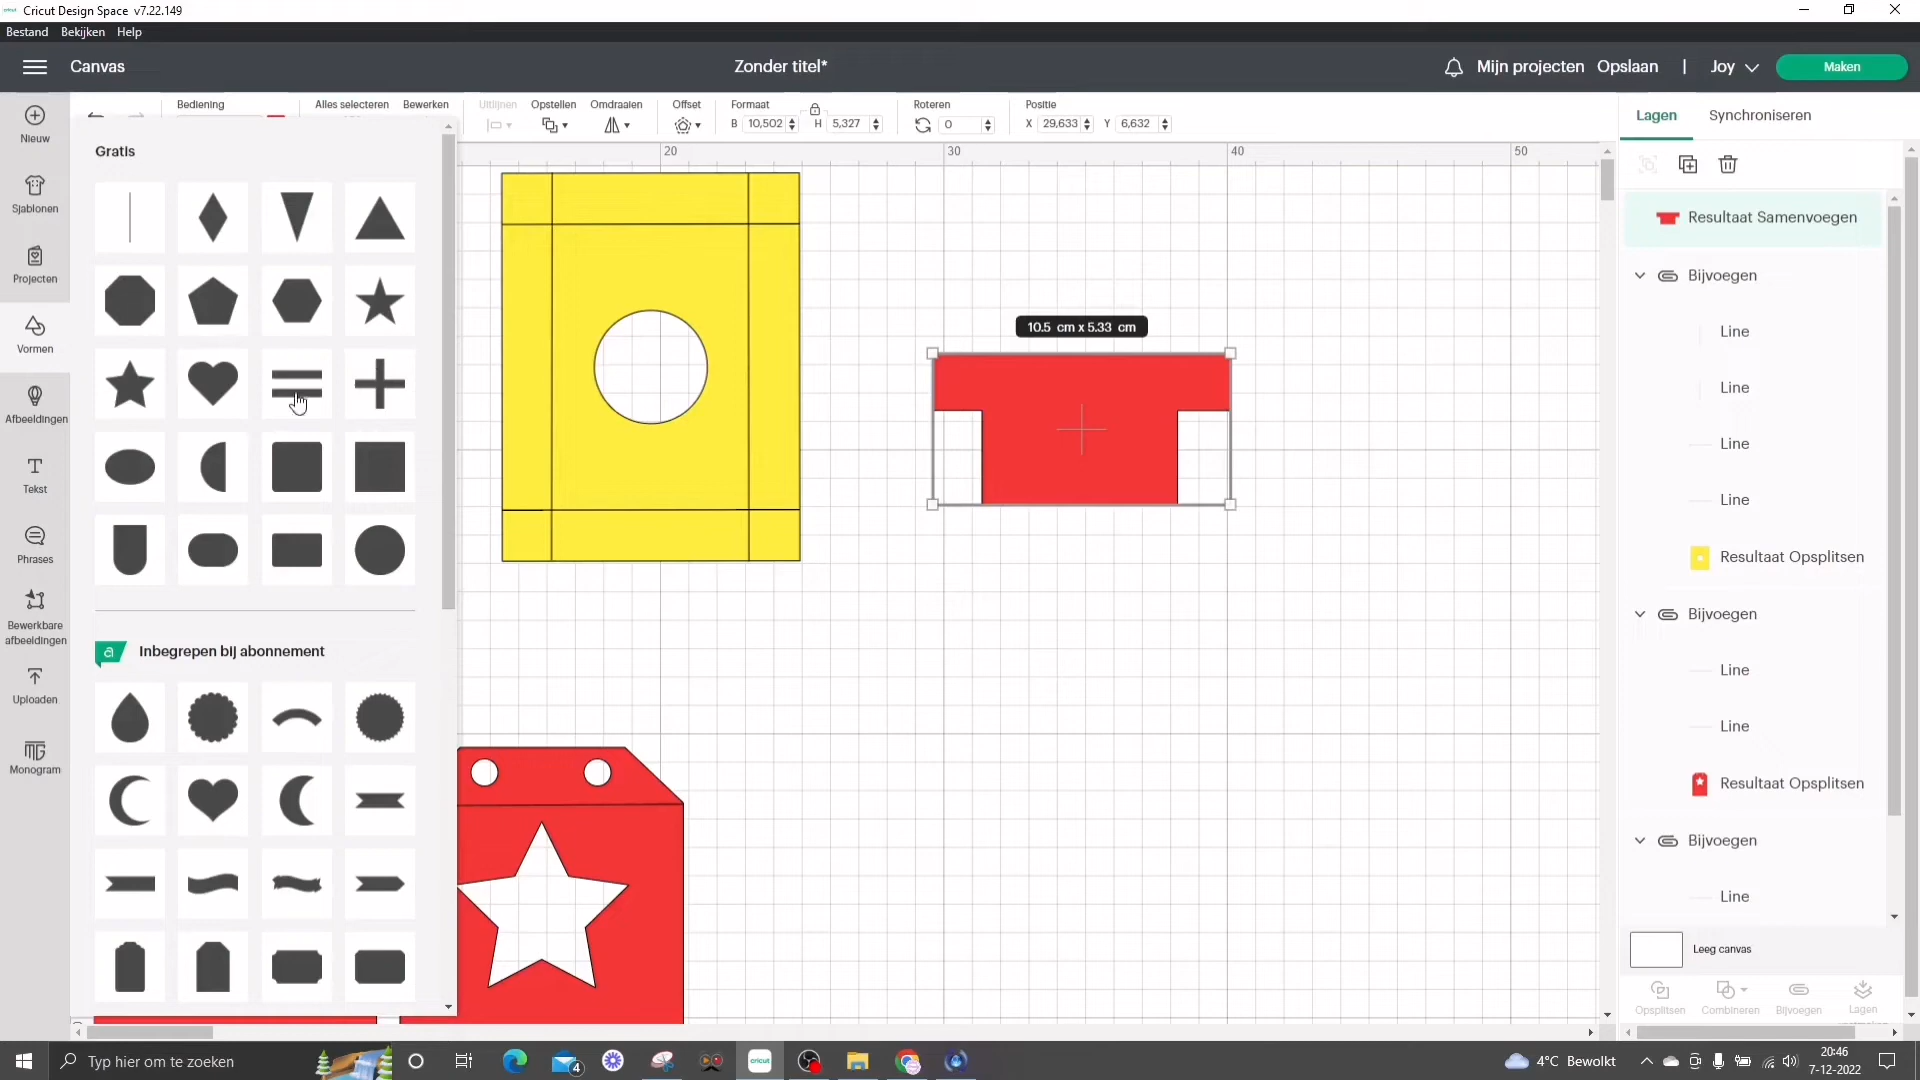 cricut Cricut Design Space v7.22.149
Bestand Bekijken Help
Canvas Zonder titel* Mijn projecten Opslaan | Joy Maken
Bediening Alles selecteren Bewerken Uitlijnen Opstellen Omdraaien Offset Formaat Roteren Positie
B 10,502 H 5,327 0 X 29,633 Y 6,632
Lagen Synchroniseren
Nieuw
Sjablonen
Projecten
Vormen
Afbeeldingen
Tekst
Phrases
Bewerkbare
afbeeldingen
Uploaden
Monogram
Gratis
a Inbegrepen bij abonnement
20 30 40 50
10.5 cm x 5.33 cm
Resultaat Samenvoegen
Bijvoegen
Line
Line
Line
Line
Resultaat Opsplitsen
Bijvoegen
Line
Line
Resultaat Opsplitsen
Bijvoegen
Line
Leeg canvas
Opsplitsen Combineren Bijvoegen Lagen
Typ hier om te zoeken
4
cricut
4°C Bewolkt
20:46
7-12-2022